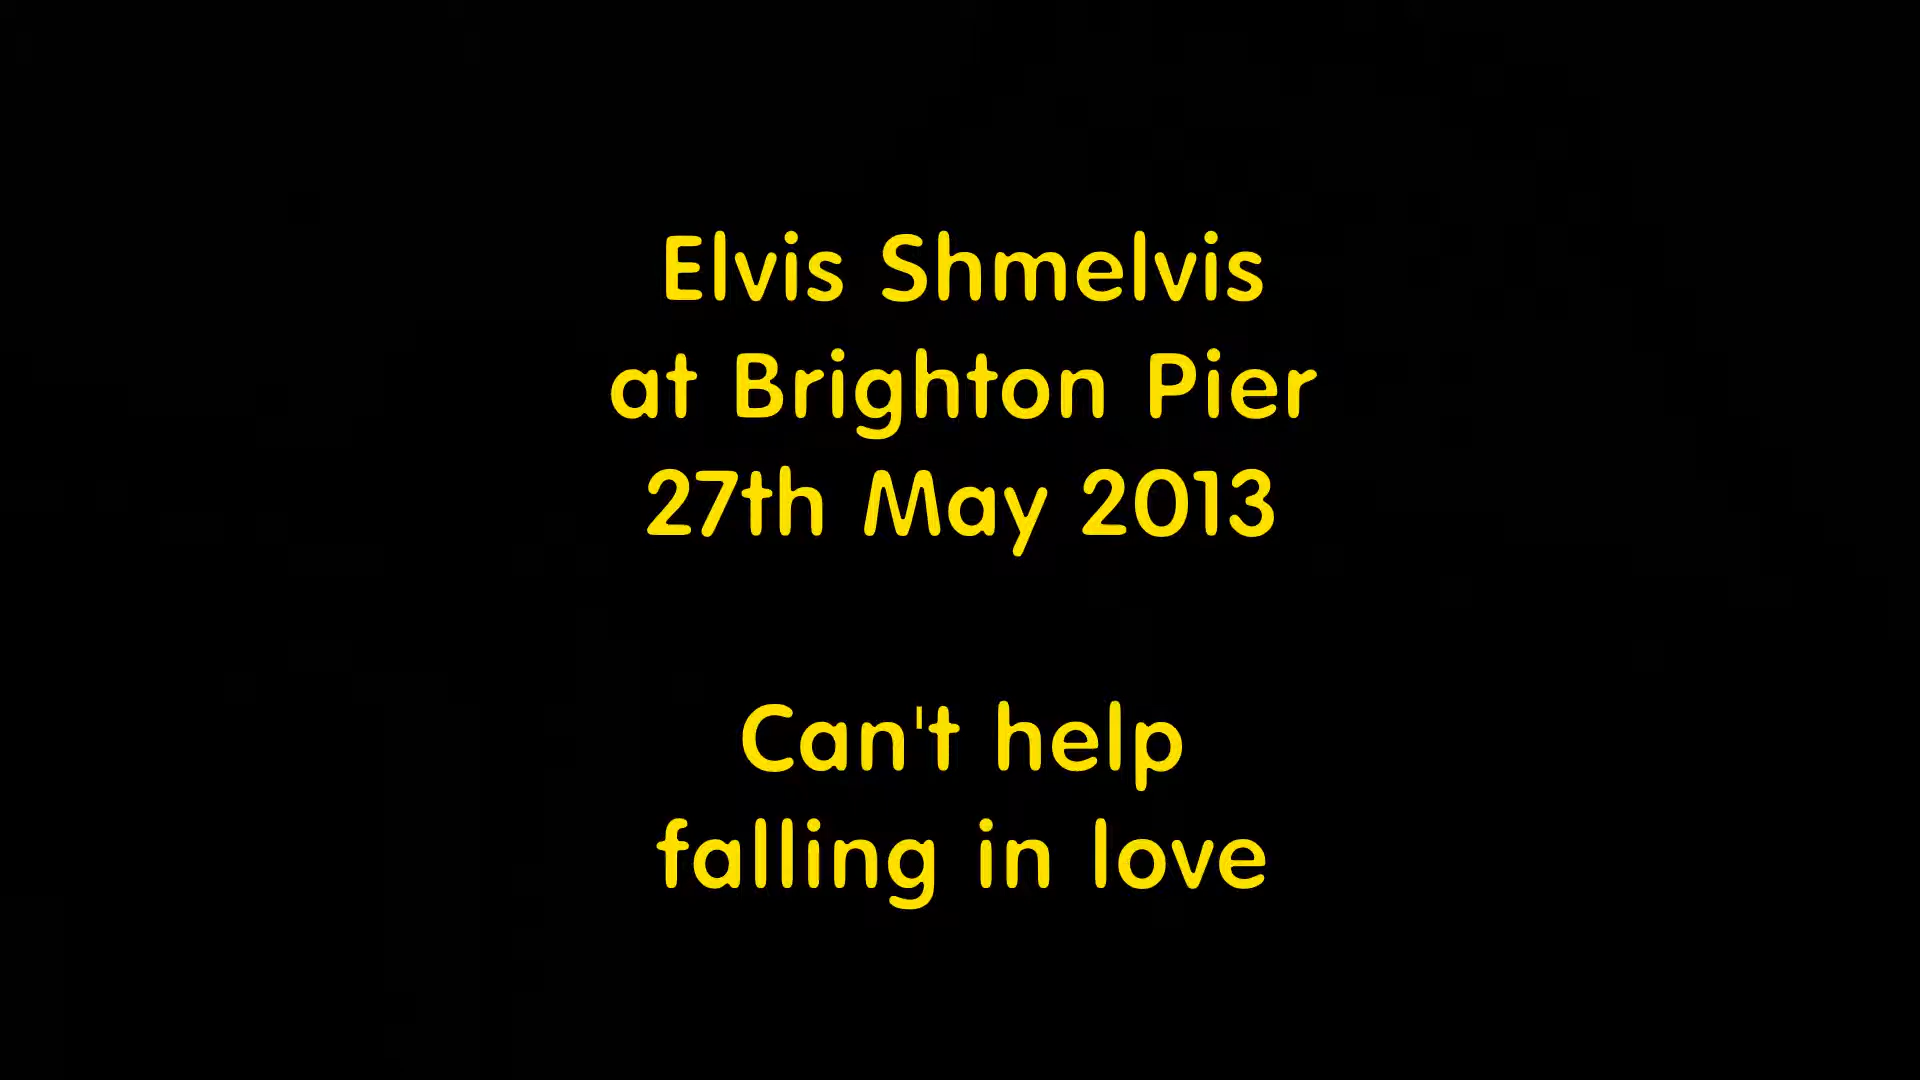 Elvis Shmelvis
at Brighton Pier
27th May 2013
Can't help
falling in love